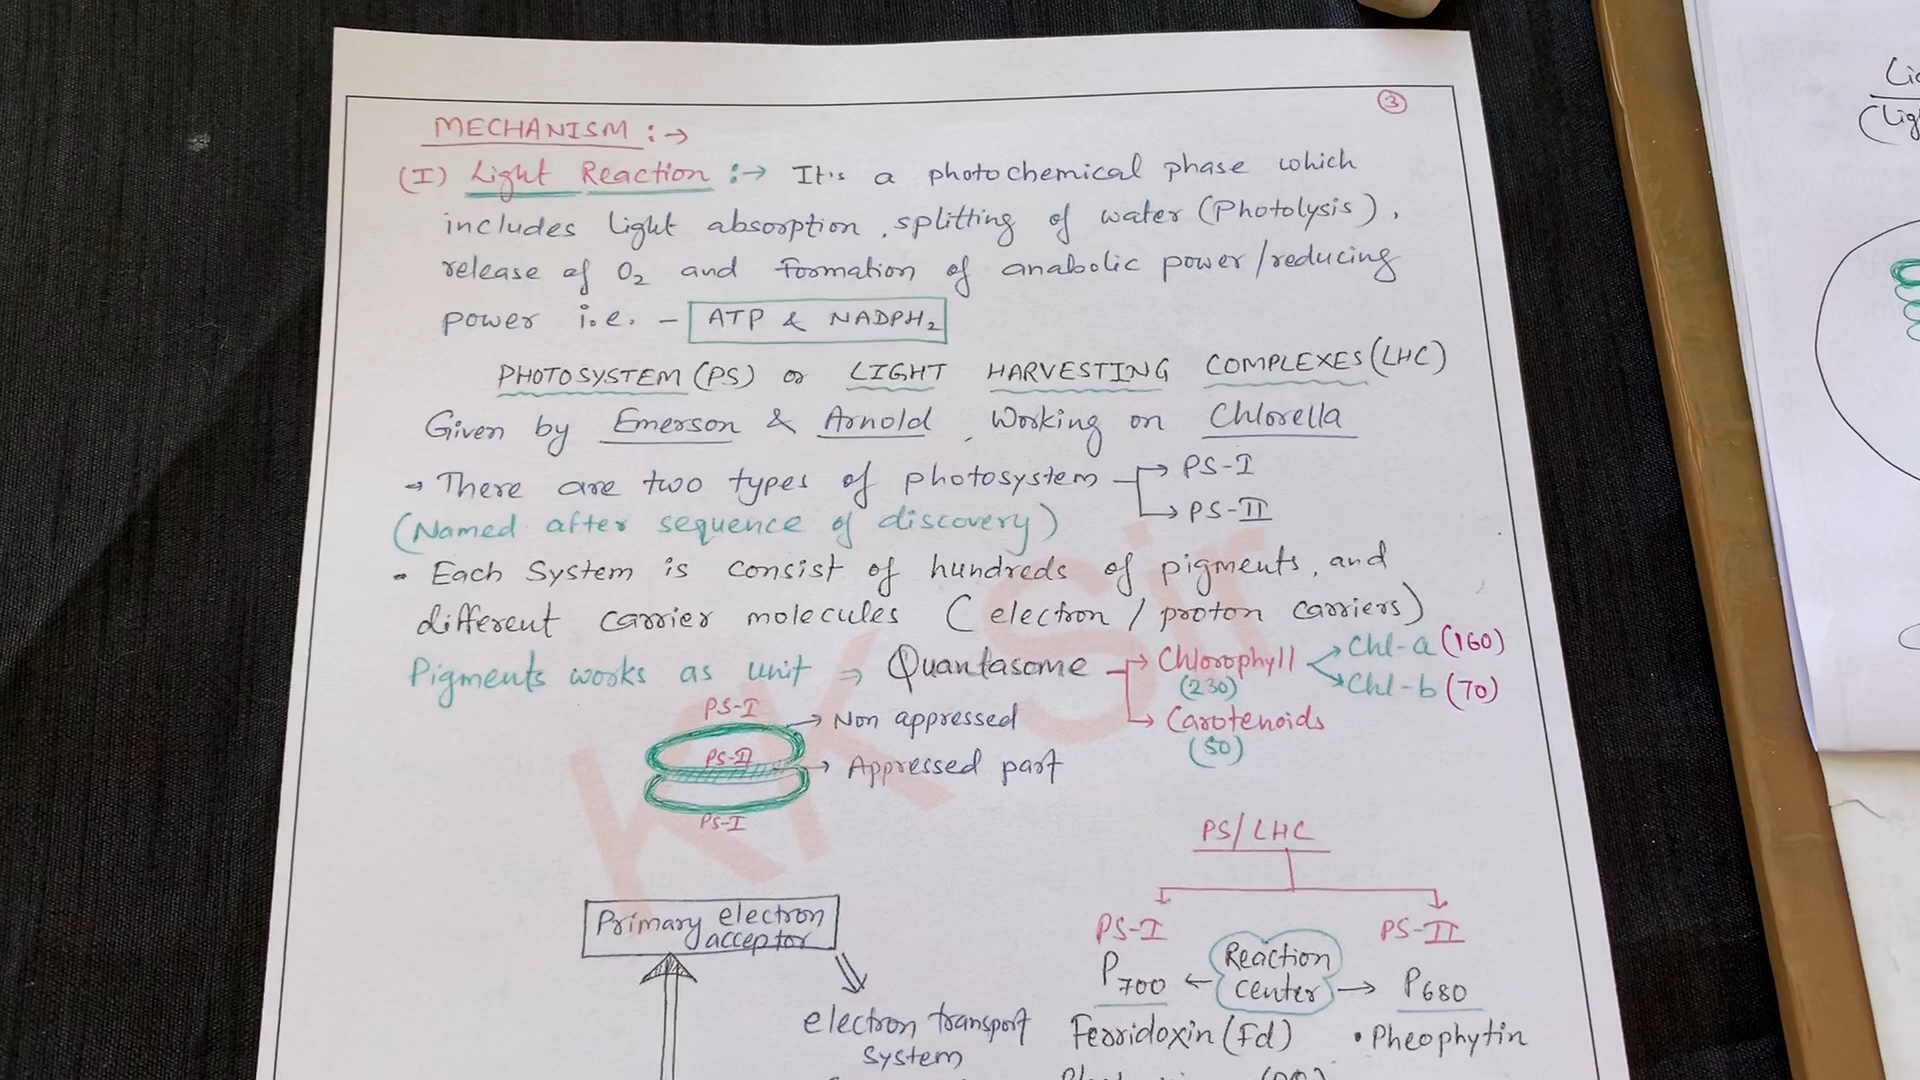 3
MECHANISM :→
(I) Light Reaction :→ It's a photochemical phase which
includes light absorption, splitting of water (Photolysis),
release of O₂ and formation of anabolic power/reducing
power i.e. - ATP & NADPH₂
PHOTOSYSTEM (PS) or LIGHT HARVESTING COMPLEXES (LHC)
Given by Emerson & Arnold, Working on Chlorella
→ There are two types of photosystem → PS-I
→ PS-II
(Named after sequence of discovery)
• Each System is consist of hundreds of pigments, and
different carrier molecules (electron / proton carriers)
Pigments works as unit ⇒ Quantasome → Chlorophyll → Chl-a (160)
(230) → Chl-b (70)
→ Carotenoids
(50)
PS-I → Non appressed
PS-II → Appressed part
PS-I
KK Sir
PS/LHC
PS-I PS-II
P700 ← Reaction center → P680
Ferridoxin (Fd) • Pheophytin
Primary electron
acceptor
electron transport
system
Lig